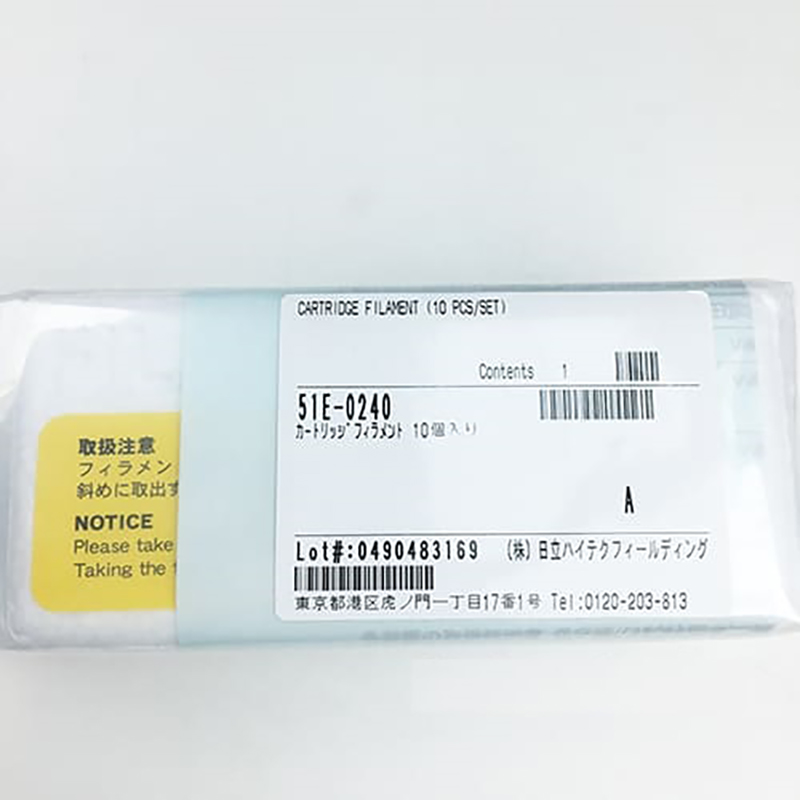 CARTRIDGE FILAMENT (10 PCS/SET)
Contents 1
51E-0240
カートリッジフィラメント 10個入り
A
Lot#:0490483169 (株)日立ハイテクフィールディング
東京都港区虎ノ門一丁目17番1号 Tel:0120-203-813
取扱注意
フィラメン
斜めに取出す
NOTICE
Please take
Taking the